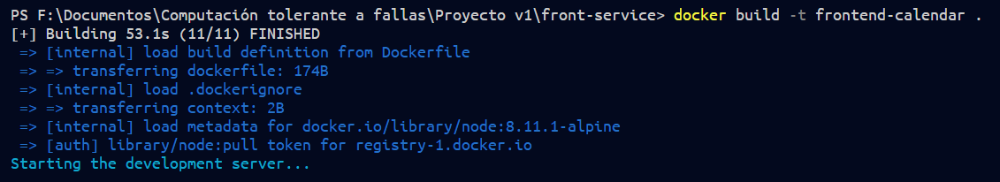 PS F:\Documentos\Computación tolerante a fallas\Proyecto v1\front-service> docker build -t frontend-calendar .
[+] Building 53.1s (11/11) FINISHED
=> [internal] load build definition from Dockerfile
=> => transferring dockerfile: 174B
=> [internal] load .dockerignore
=> => transferring context: 2B
=> [internal] load metadata for docker.io/library/node:8.11.1-alpine
=> [auth] library/node:pull token for registry-1.docker.io
Starting the development server...